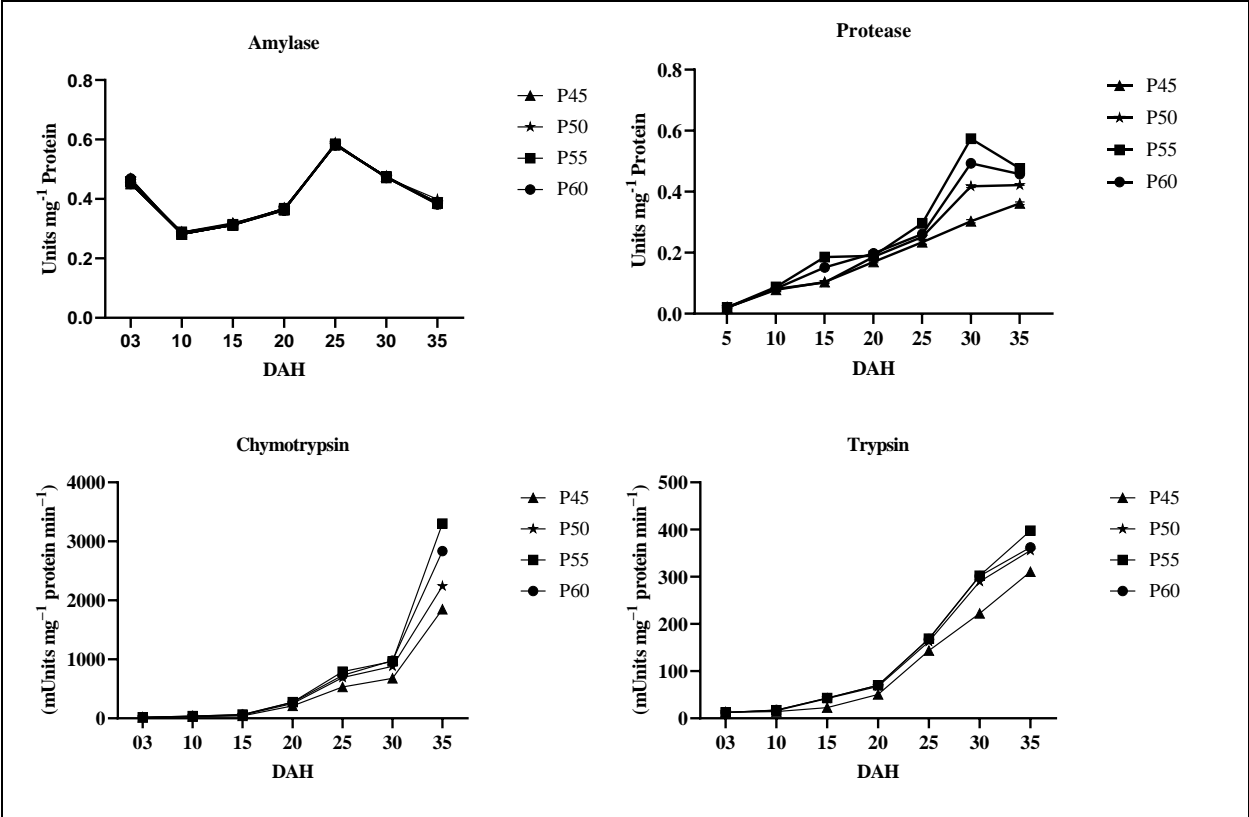 Amylase
Units mg⁻¹ Protein
0.8
0.6
0.4
0.2
0.0
03 10 15 20 25 30 35
DAH
P45
P50
P55
P60
Protease
Units mg⁻¹ Protein
0.8
0.6
0.4
0.2
0.0
5 10 15 20 25 30 35
DAH
P45
P50
P55
P60
Chymotrypsin
(mUnits mg⁻¹ protein min⁻¹)
4000
3000
2000
1000
0
03 10 15 20 25 30 35
DAH
P45
P50
P55
P60
Trypsin
(mUnits mg⁻¹ protein min⁻¹)
500
400
300
200
100
0
03 10 15 20 25 30 35
DAH
P45
P50
P55
P60